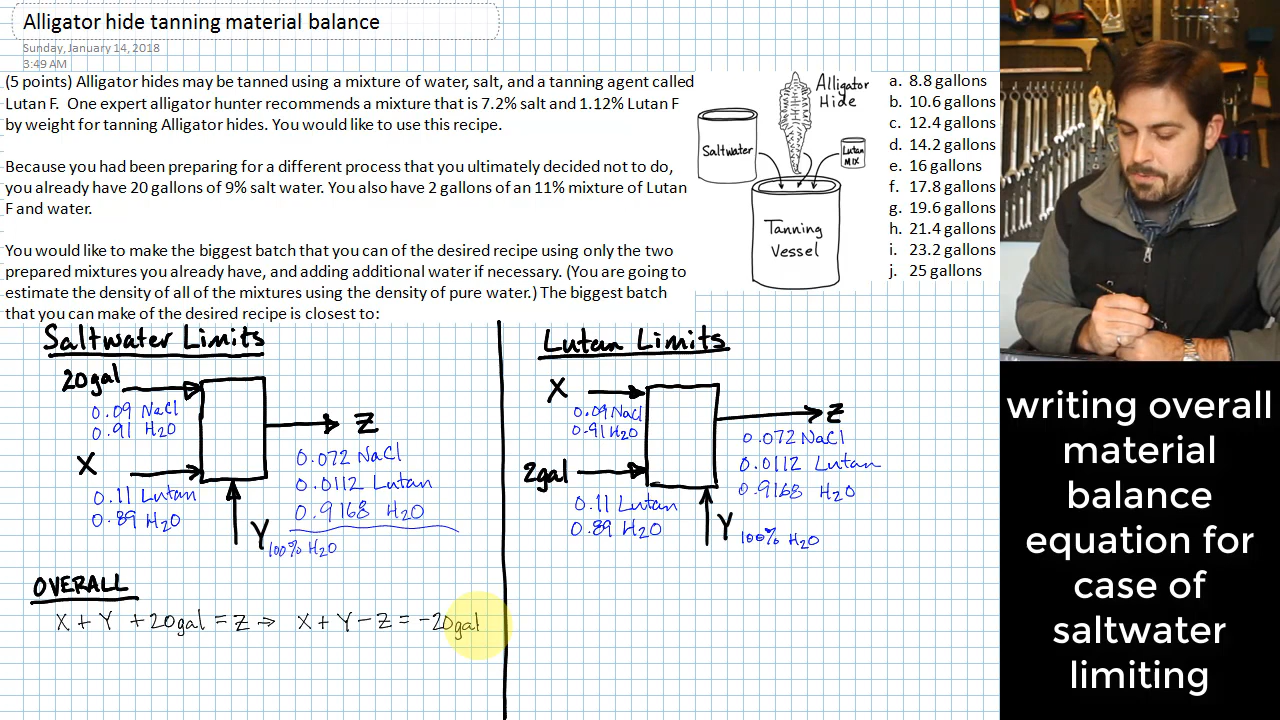 Alligator hide tanning material balance
Sunday, January 14, 2018
3:49 AM
(5 points) Alligator hides may be tanned using a mixture of water, salt, and a tanning agent called
Lutan F.  One expert alligator hunter recommends a mixture that is 7.2% salt and 1.12% Lutan F
by weight for tanning Alligator hides. You would like to use this recipe.
Because you had been preparing for a different process that you ultimately decided not to do,
you already have 20 gallons of 9% salt water. You also have 2 gallons of an 11% mixture of Lutan
F and water.
You would like to make the biggest batch that you can of the desired recipe using only the two
prepared mixtures you already have, and adding additional water if necessary. (You are going to
estimate the density of all of the mixtures using the density of pure water.) The biggest batch
that you can make of the desired recipe is closest to:
Alligator
Hide
Saltwater
Lutan
Mix
Tanning
Vessel
a. 8.8 gallons
b. 10.6 gallons
c. 12.4 gallons
d. 14.2 gallons
e. 16 gallons
f. 17.8 gallons
g. 19.6 gallons
h. 21.4 gallons
i. 23.2 gallons
j. 25 gallons
Saltwater Limits
20gal
0.09 NaCl
0.91 H2O
X
0.11 Lutan
0.89 H2O
Z
0.072 NaCl
0.0112 Lutan
0.9168 H2O
Y
100% H2O
OVERALL
X + Y + 20gal = Z → X + Y - Z = -20gal
Lutan Limits
X
0.09 NaCl
0.91 H2O
2gal
0.11 Lutan
0.89 H2O
Z
0.072 NaCl
0.0112 Lutan
0.9168 H2O
Y
100% H2O
writing overall
material
balance
equation for
case of
saltwater
limiting